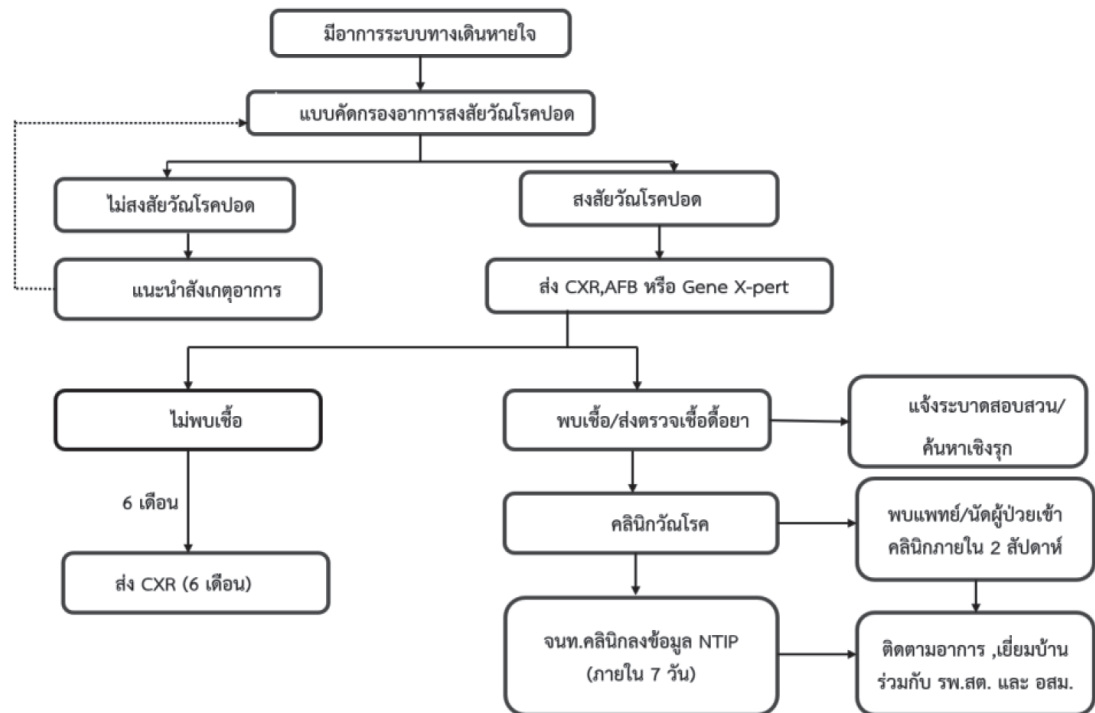 มีอาการระบบทางเดินหายใจ
แบบคัดกรองอาการสงสัยวัณโรคปอด
ไม่สงสัยวัณโรคปอด
สงสัยวัณโรคปอด
แนะนำสังเกตุอาการ
ส่ง CXR,AFB หรือ Gene X-pert
ไม่พบเชื้อ
พบเชื้อ/ส่งตรวจเชื้อดื้อยา
แจ้งระบาดสอบสวน/
ค้นหาเชิงรุก
6 เดือน
คลินิกวัณโรค
พบแพทย์/นัดผู้ป่วยเข้า
คลินิกภายใน 2 สัปดาห์
ส่ง CXR (6 เดือน)
จนท.คลินิกลงข้อมูล NTIP
(ภายใน 7 วัน)
ติดตามอาการ ,เยี่ยมบ้าน
ร่วมกับ รพ.สต. และ อสม.